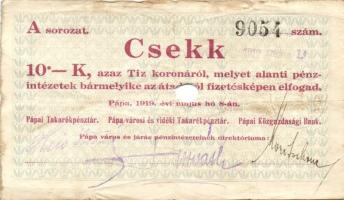 A sorozat. 9054 szám.
Csekk
10•— K, azaz Tíz koronáról, melyet alanti pénz-
intézetek bármelyike az átadótól fizetésképen elfogad.
Pápa, 1919. évi május hó 8-án.
Pápai Takarékpénztár. Pápa városi és vidéki Takarékpénztár. Pápai Közgazdasági Bank.
Pápa város és járás pénzintézeteinek direktoriuma: